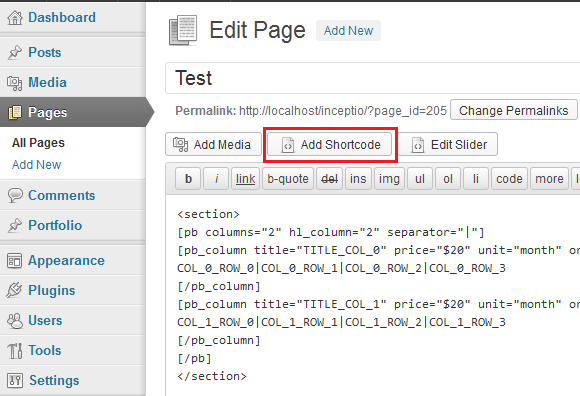 Dashboard
Posts
Media
Pages
All Pages
Add New
Comments
Portfolio
Appearance
Plugins
Users
Tools
Settings
Edit Page Add New
Test
Permalink: http://localhost/inceptio/?page_id=205 Change Permalinks
Add Media Add Shortcode Edit Slider
b i link b-quote del ins img ul ol li code more
<section>
[pb columns="2" hl_column="2" separator="|"]
[pb_column title="TITLE_COL_0" price="$20" unit="month" on
COL_0_ROW_0|COL_0_ROW_1|COL_0_ROW_2|COL_0_ROW_3
[/pb_column]
[pb_column title="TITLE_COL_1" price="$20" unit="month" on
COL_1_ROW_0|COL_1_ROW_1|COL_1_ROW_2|COL_1_ROW_3
[/pb_column]
[/pb]
</section>